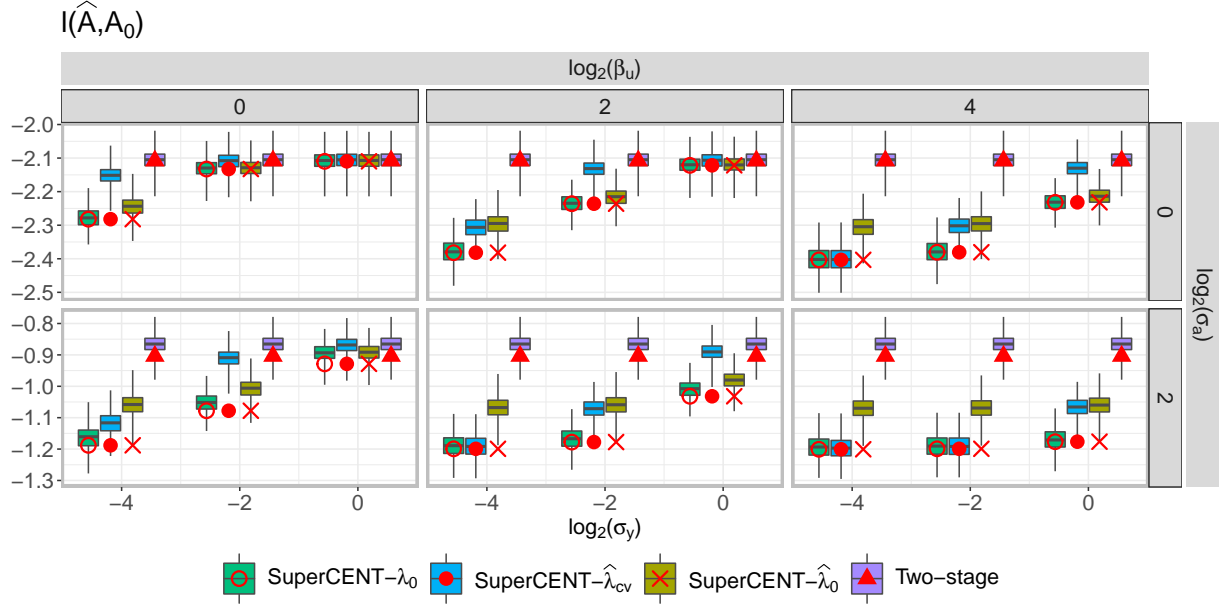 l(Â,A₀)
log₂(βᵤ)
0 2 4
−2.0
−2.1
−2.2
−2.3
−2.4
−2.5
0
−0.8
−0.9
−1.0
−1.1
−1.2
−1.3
2
log₂(σₐ)
−4 −2 0 −4 −2 0 −4 −2 0
log₂(σᵧ)
SuperCENT−λ₀ SuperCENT−λ̂cv SuperCENT−λ̂₀ Two−stage